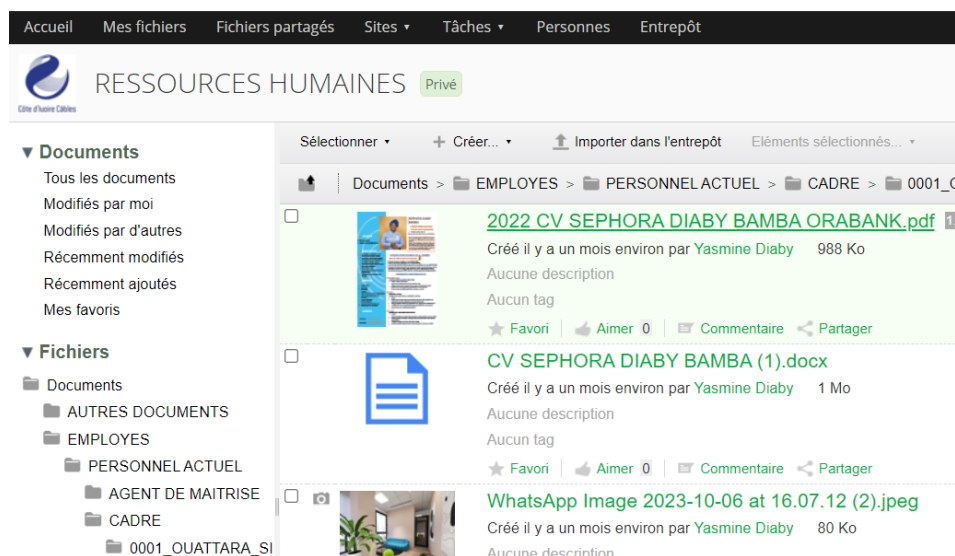 Accueil Mes fichiers Fichiers partagés Sites Tâches Personnes Entrepôt
Côte d'Ivoire Câbles
RESSOURCES HUMAINES Privé
Documents
Tous les documents
Modifiés par moi
Modifiés par d'autres
Récemment modifiés
Récemment ajoutés
Mes favoris
Fichiers
Documents
AUTRES DOCUMENTS
EMPLOYES
PERSONNEL ACTUEL
AGENT DE MAITRISE
CADRE
0001_OUATTARA_SI
Sélectionner + Créer... Importer dans l'entrepôt Eléments sélectionnés...
Documents > EMPLOYES > PERSONNEL ACTUEL > CADRE > 0001_
2022 CV SEPHORA DIABY BAMBA ORABANK.pdf
Créé il y a un mois environ par Yasmine Diaby 988 Ko
Aucune description
Aucun tag
Favori Aimer 0 Commentaire Partager
CV SEPHORA DIABY BAMBA (1).docx
Créé il y a un mois environ par Yasmine Diaby 1 Mo
Aucune description
Aucun tag
Favori Aimer 0 Commentaire Partager
WhatsApp Image 2023-10-06 at 16.07.12 (2).jpeg
Créé il y a un mois environ par Yasmine Diaby 80 Ko
Aucune description